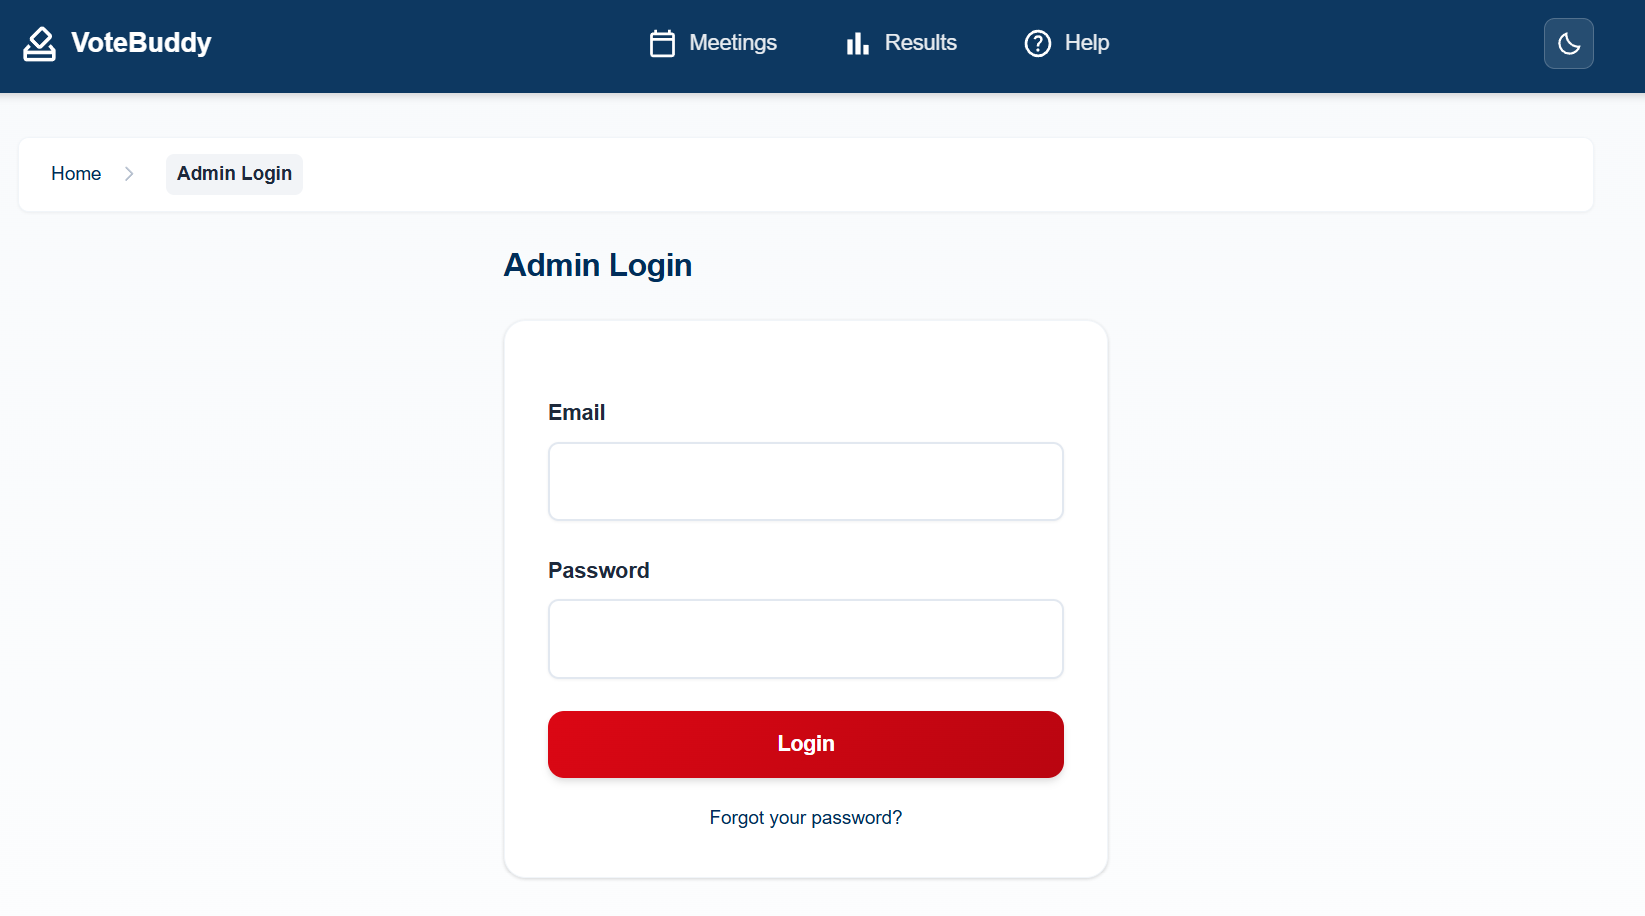 VoteBuddy
Meetings
Results
Help
Home
Admin Login
Admin Login
Email
Password
Login
Forgot your password?